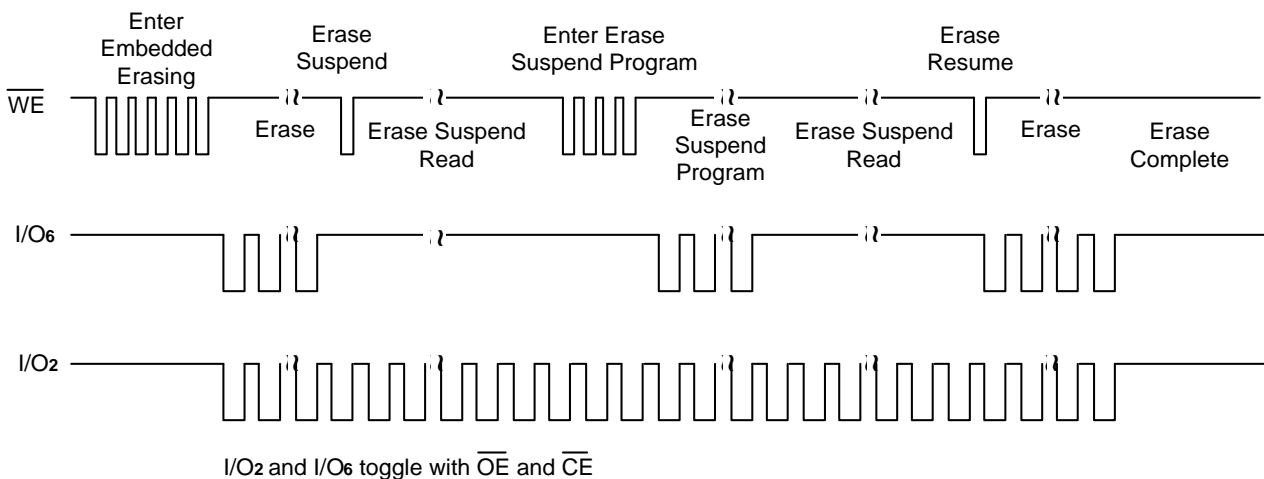 Enter
Embedded
Erasing
Erase
Suspend
Enter Erase
Suspend Program
Erase
Resume
WE
Erase
Erase Suspend
Read
Erase
Suspend
Program
Erase Suspend
Read
Erase
Erase
Complete
I/O6
I/O2
I/O2 and I/O6 toggle with OE and CE